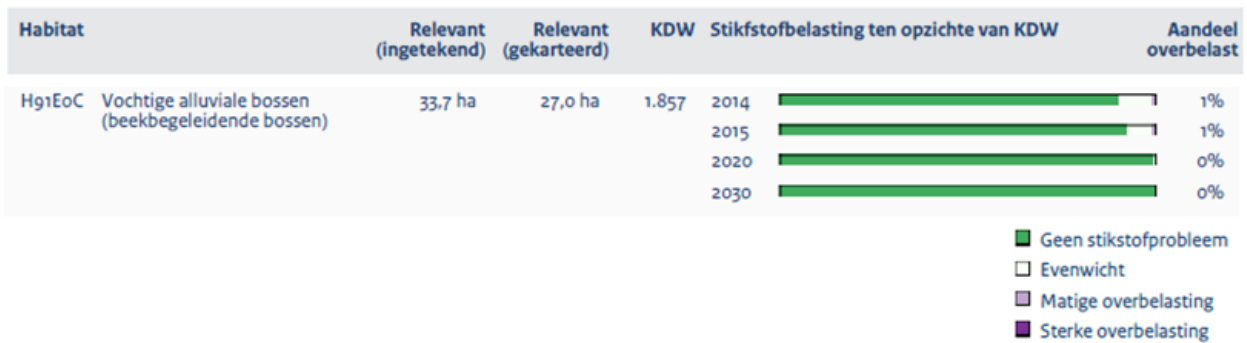 Habitat Relevant (ingetekend) Relevant (gekarteerd) KDW Stikfstofbelasting ten opzichte van KDW Aandeel overbelast
H91E0C Vochtige alluviale bossen (beekbegeleidende bossen) 33,7 ha 27,0 ha 1.857 2014 1%
2015 1%
2020 0%
2030 0%
Geen stikstofprobleem
Evenwicht
Matige overbelasting
Sterke overbelasting